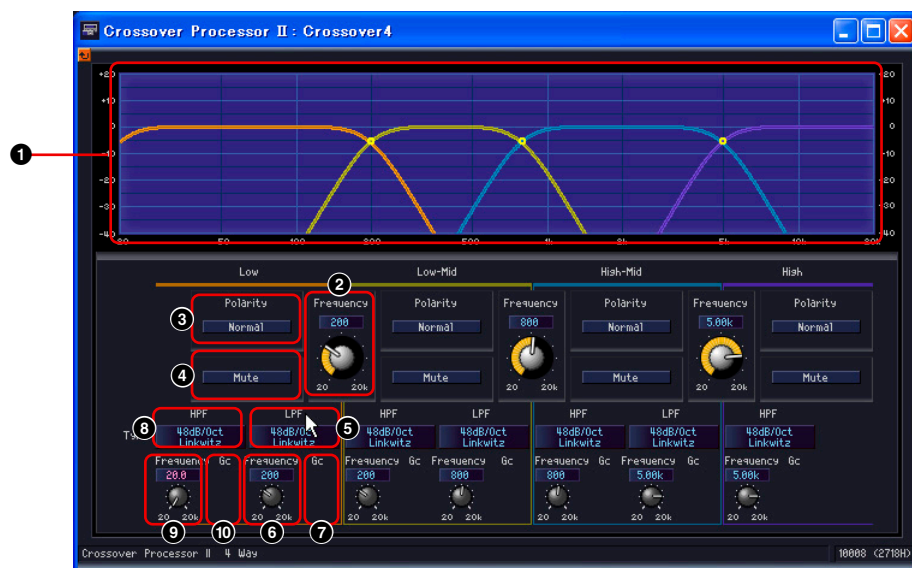 Crossover Processor II : Crossover4
+20 +20
+10 +10
0 0
-10 -10
-20 -20
-30 -30
-40 -40
20 50 100 200 500 1k 2k 5k 10k 20k
1
Low Low-Mid High-Mid High
2
Polarity Frequency Polarity Frequency Polarity Frequency Polarity
3 Normal 200 Normal 800 Normal 5.00k Normal
4 Mute Mute Mute Mute
20 20k 20 20k 20 20k
HPF LPF HPF LPF HPF LPF HPF
8 48dB/Oct 48dB/Oct 5 48dB/Oct 48dB/Oct 48dB/Oct 48dB/Oct 48dB/Oct
Linkwitz Linkwitz Linkwitz Linkwitz Linkwitz Linkwitz Linkwitz
Frequency Gc Frequency Gc Frequency Gc Frequency Frequency Gc Frequency Gc Frequency Gc
20.0 200 200 800 800 5.00k 5.00k
20 20k 20 20k 20 20k 20 20k 20 20k 20 20k 20 20k
9 10 6 7
Crossover Processor II 4 Way 10008 (2718H)